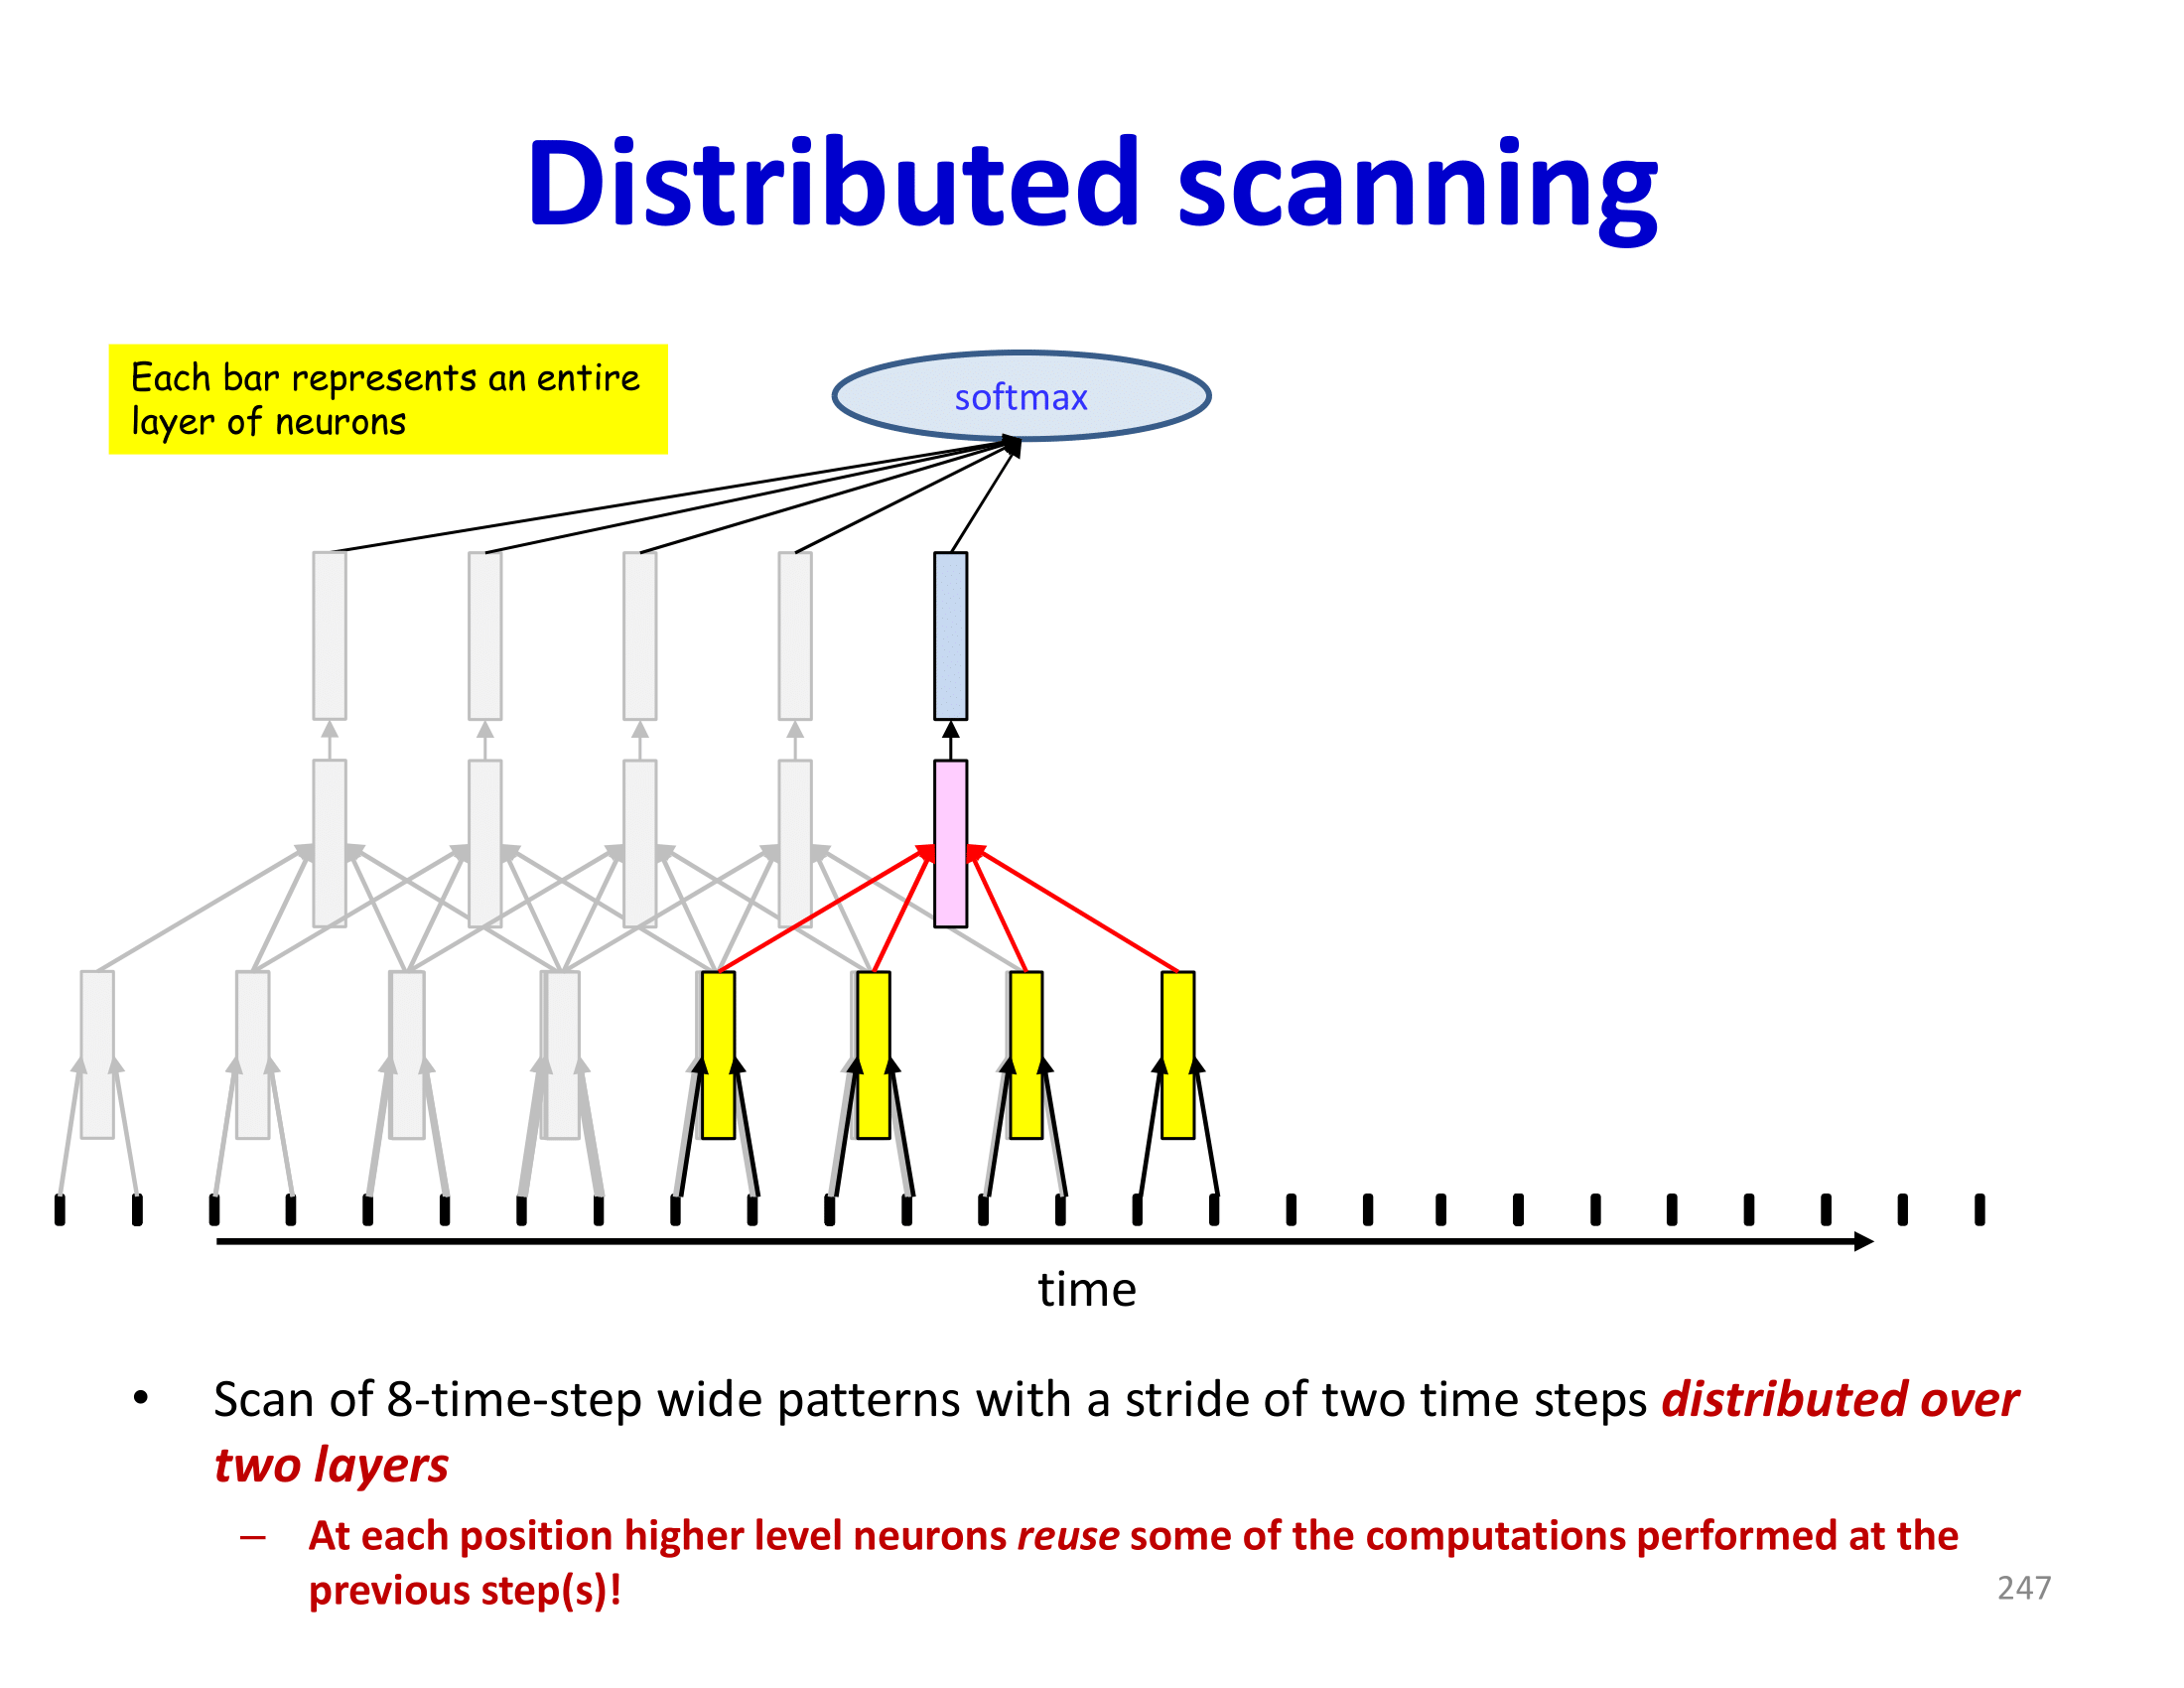 Distributed scanning
Each bar represents an entire
layer of neurons
softmax
time
• Scan of 8-time-step wide patterns with a stride of two time steps distributed over
two layers
– At each position higher level neurons reuse some of the computations performed at the
previous step(s)!
247